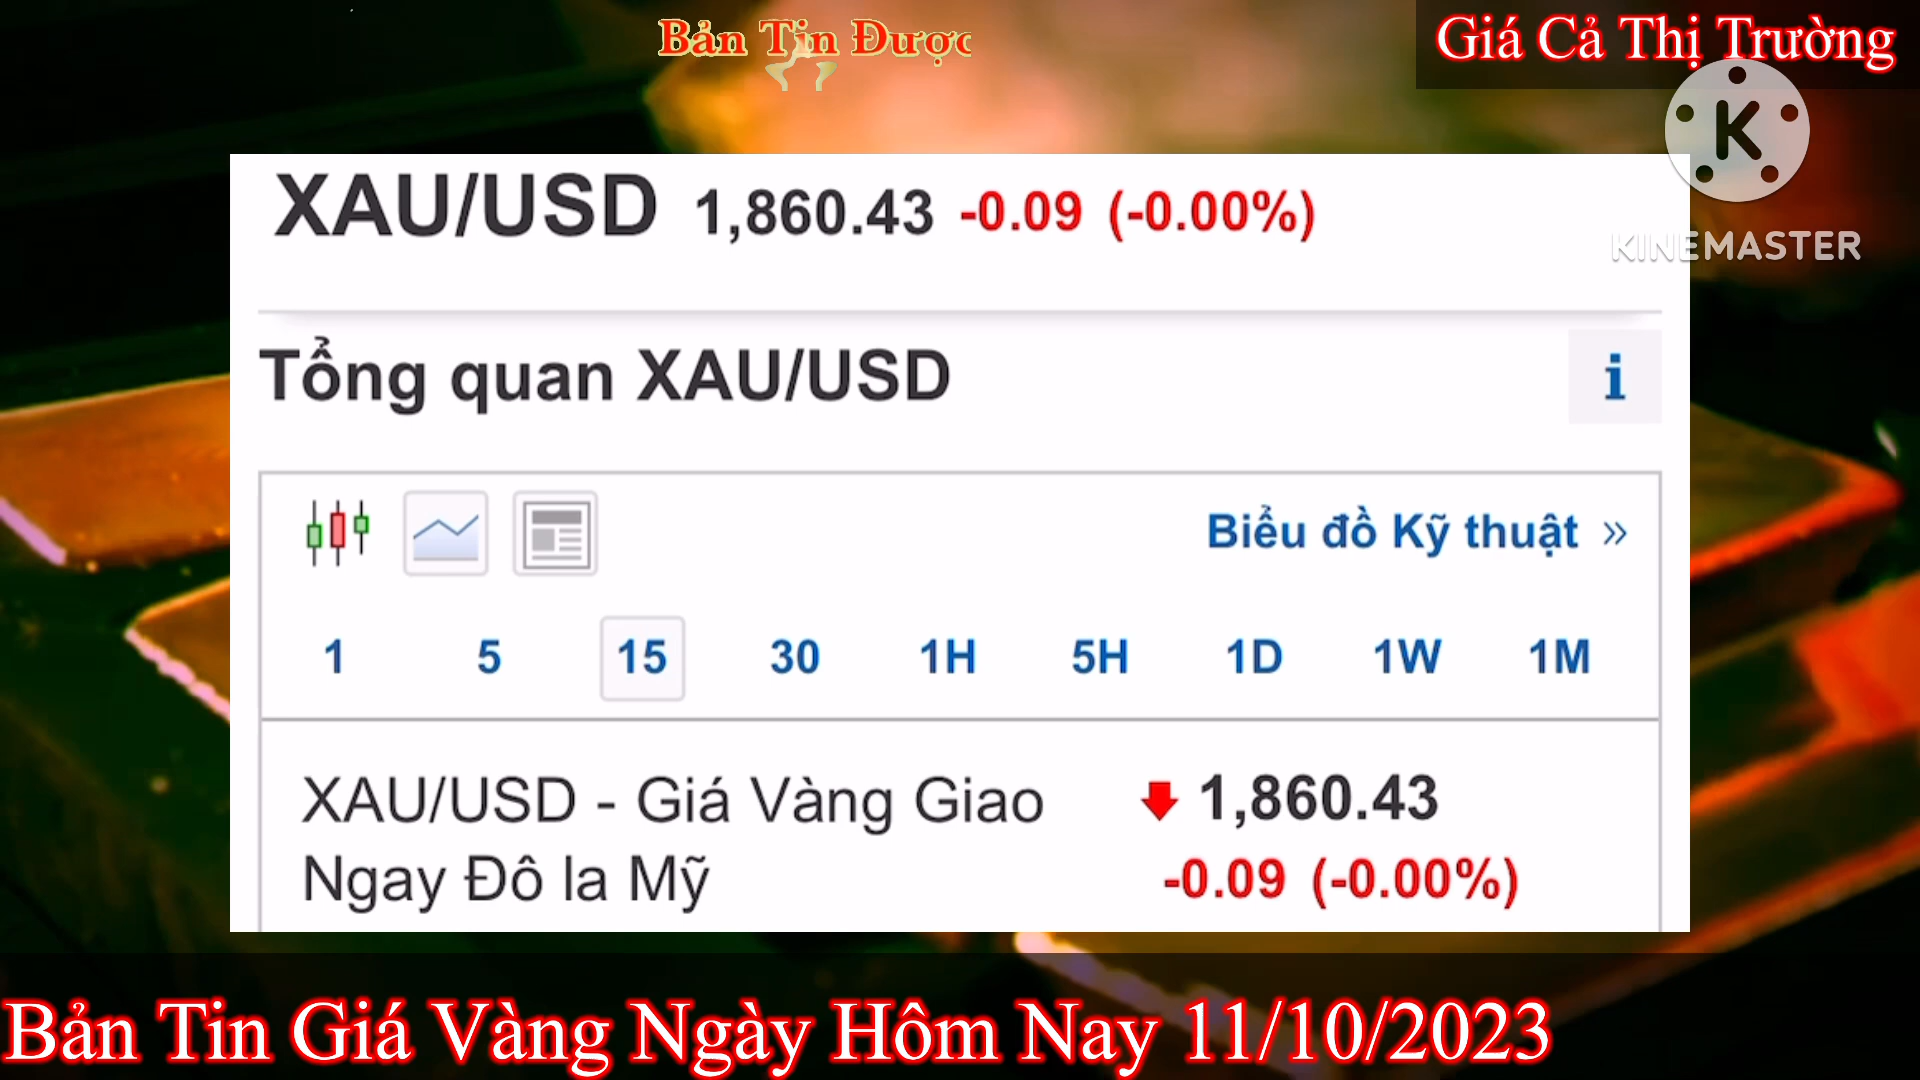 Bản Tin Được
Giá Cả Thị Trường
K
KINEMASTER
XAU/USD 1,860.43 -0.09 (-0.00%)
Tổng quan XAU/USD
i
Biểu đồ Kỹ thuật »
1 5 15 30 1H 5H 1D 1W 1M
XAU/USD - Giá Vàng Giao 1,860.43
Ngay Đô la Mỹ -0.09 (-0.00%)
Bản Tin Giá Vàng Ngày Hôm Nay 11/10/2023